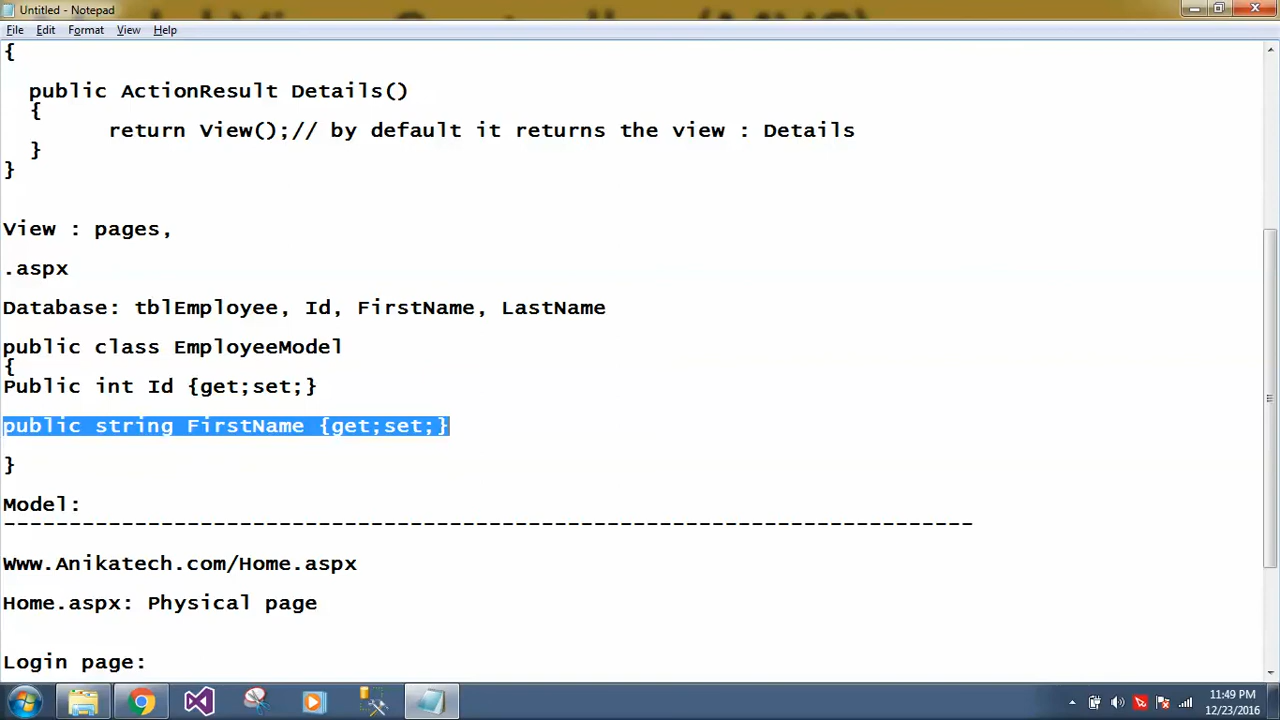 Untitled - Notepad
File Edit Format View Help
{
public ActionResult Details()
{
return View();// by default it returns the view : Details
}
}
View : pages,
.aspx
Database: tblEmployee, Id, FirstName, LastName
public class EmployeeModel
{
Public int Id {get;set;}
public string FirstName {get;set;}
}
Model:
--------------------------------------------------------------------------
Www.Anikatech.com/Home.aspx
Home.aspx: Physical page
Login page:
11:49 PM
12/23/2016